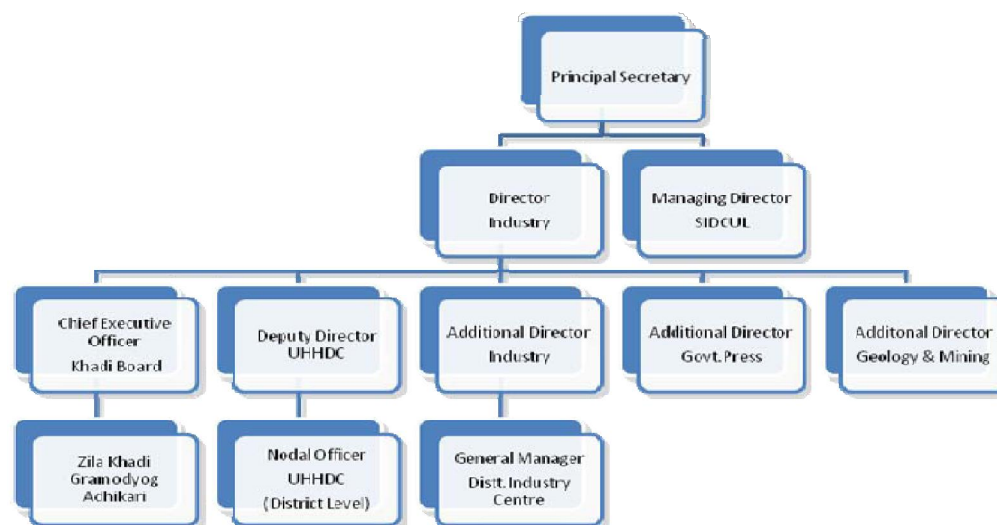 Principal Secretary
Director
Industry
Managing Director
SIDCUL
Chief Executive
Officer
Khadi Board
Deputy Director
UHHDC
Additional Director
Industry
Additional Director
Govt. Press
Additonal Director
Geology & Mining
Zila Khadi
Gramodyog
Adhikari
Nodal Officer
UHHDC
(District Level)
General Manager
Distt. Industry
Centre